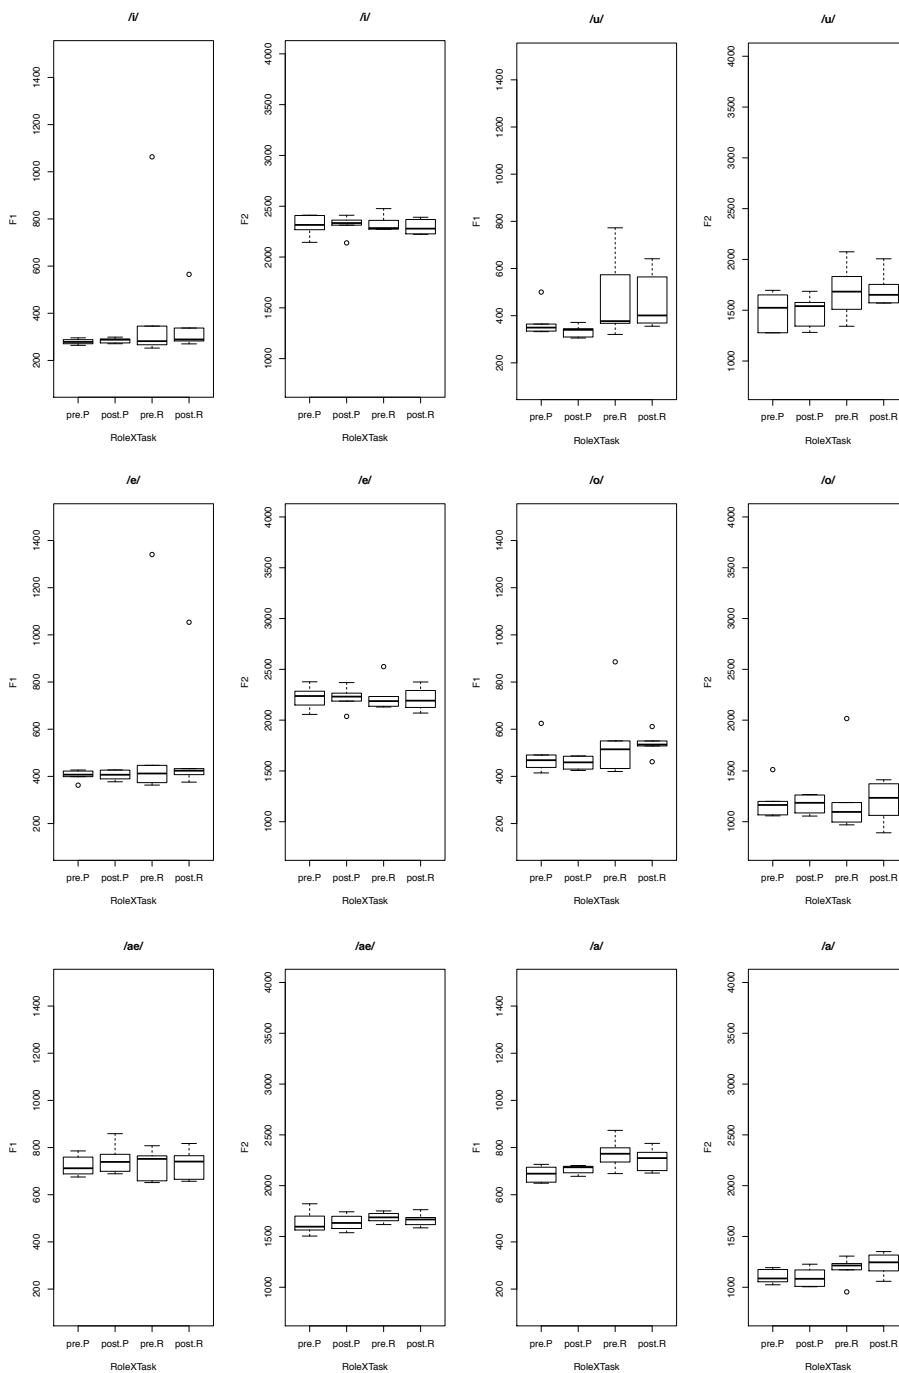 /i/
F1
200 400 600 800 1000 1200 1400
pre.P post.P pre.R post.R
RoleXTask
/i/
F2
1000 1500 2000 2500 3000 3500 4000
pre.P post.P pre.R post.R
RoleXTask
/u/
F1
200 400 600 800 1000 1200 1400
pre.P post.P pre.R post.R
RoleXTask
/u/
F2
1000 1500 2000 2500 3000 3500 4000
pre.P post.P pre.R post.R
RoleXTask
/e/
F1
200 400 600 800 1000 1200 1400
pre.P post.P pre.R post.R
RoleXTask
/e/
F2
1000 1500 2000 2500 3000 3500 4000
pre.P post.P pre.R post.R
RoleXTask
/o/
F1
200 400 600 800 1000 1200 1400
pre.P post.P pre.R post.R
RoleXTask
/o/
F2
1000 1500 2000 2500 3000 3500 4000
pre.P post.P pre.R post.R
RoleXTask
/ae/
F1
200 400 600 800 1000 1200 1400
pre.P post.P pre.R post.R
RoleXTask
/ae/
F2
1000 1500 2000 2500 3000 3500 4000
pre.P post.P pre.R post.R
RoleXTask
/a/
F1
200 400 600 800 1000 1200 1400
pre.P post.P pre.R post.R
RoleXTask
/a/
F2
1000 1500 2000 2500 3000 3500 4000
pre.P post.P pre.R post.R
RoleXTask